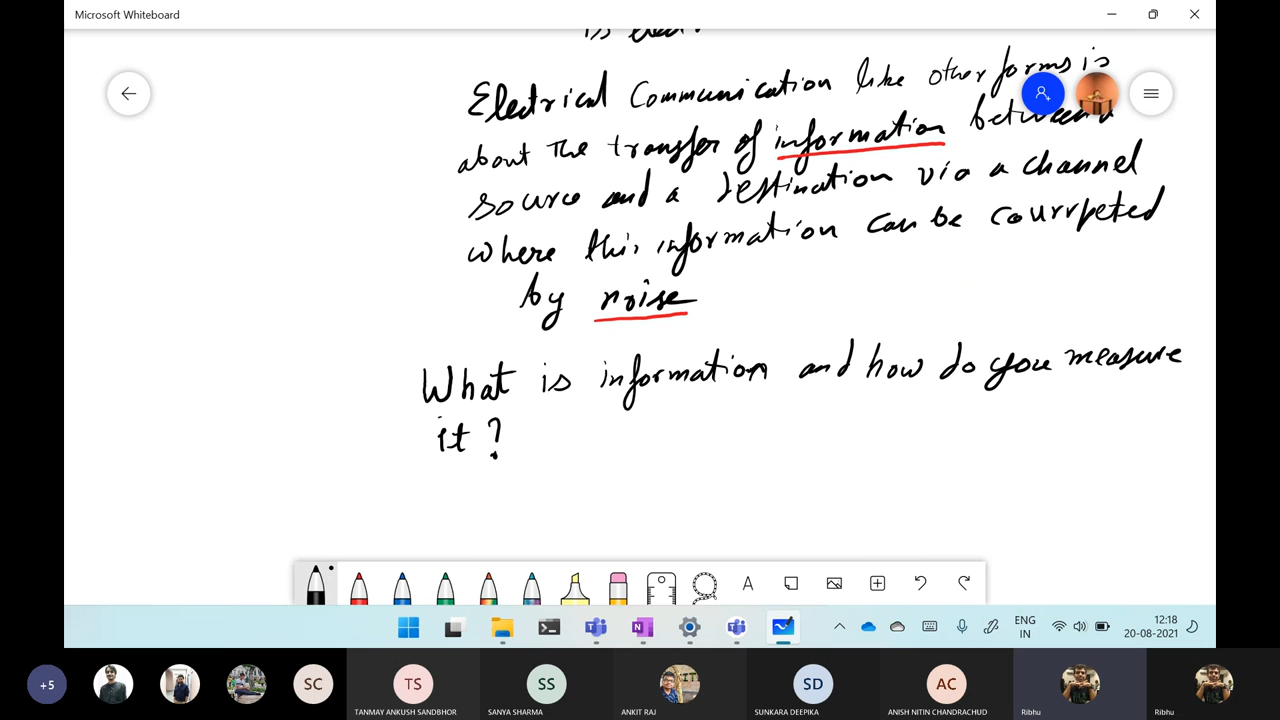 Microsoft Whiteboard
is
Electrical Communication like other forms is
about the transfer of information between a
source and a destination via a channel
where this information can be courrpeted
by noise
What is information and how do you measure
it ?
A
ENG
IN
12:18
20-08-2021
+5
SC
TS
SS
SD
AC
TANMAY ANKUSH SANDBHOR
SANYA SHARMA
ANKIT RAJ
SUNKARA DEEPIKA
ANISH NITIN CHANDRACHUD
Ribhu
Ribhu